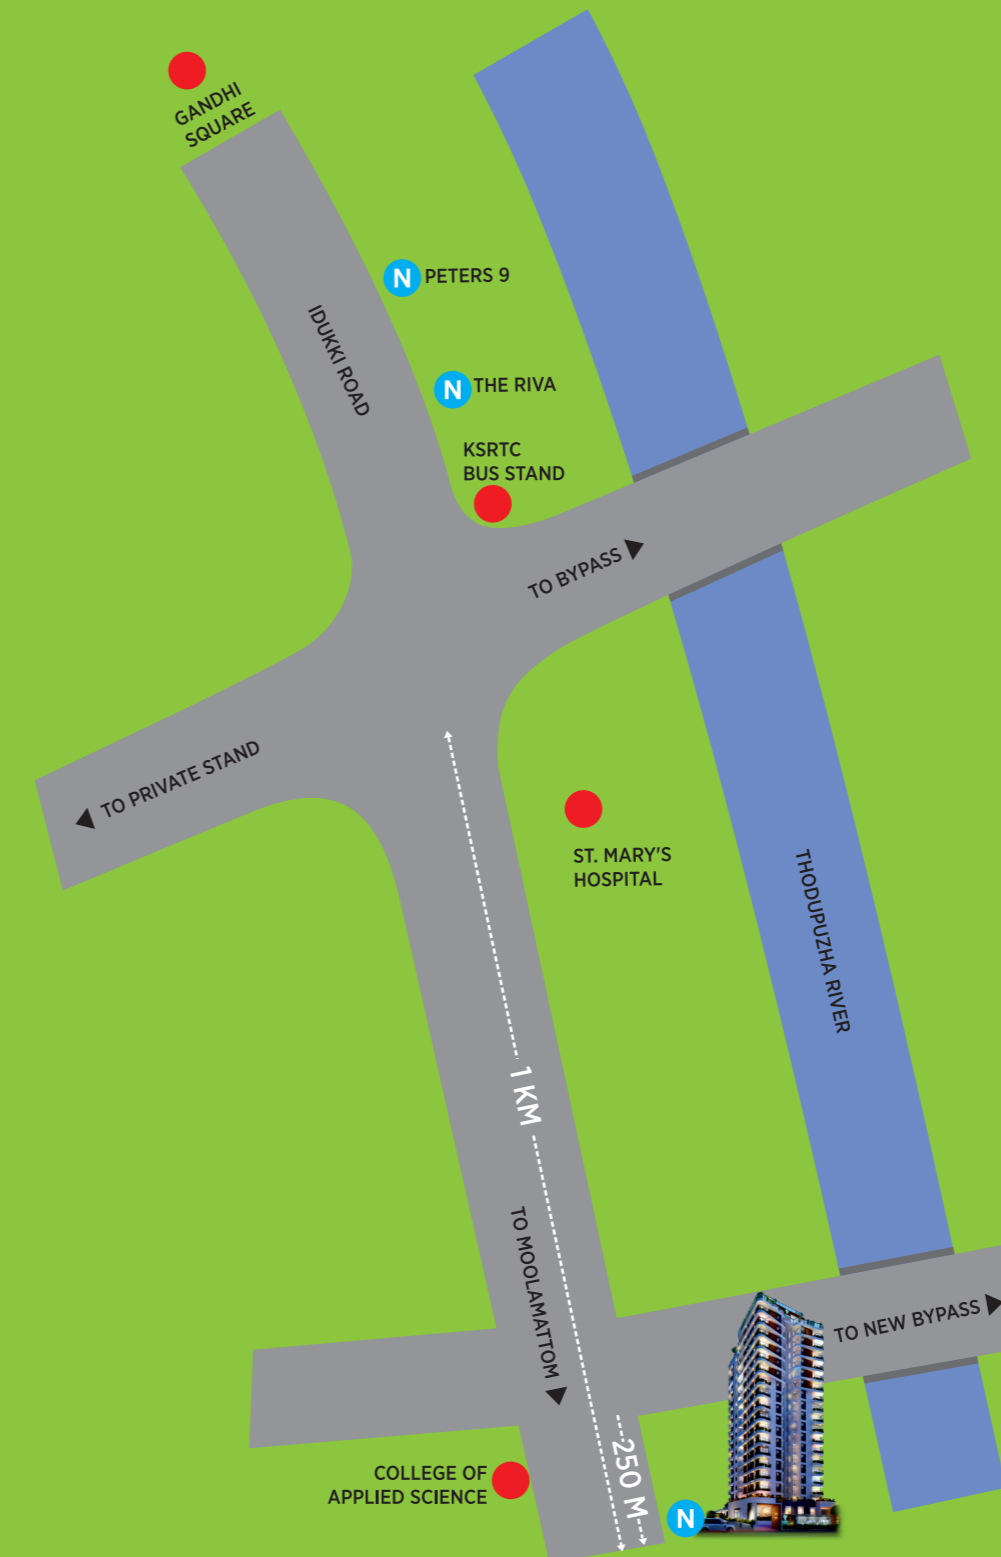 GANDHI
SQUARE
N PETERS 9
IDUKKI ROAD
N THE RIVA
KSRTC
BUS STAND
TO BYPASS
TO PRIVATE STAND
ST. MARY'S
HOSPITAL
THODUPUZHA RIVER
1 KM
TO MOOLAMATTOM
TO NEW BYPASS
250 M
COLLEGE OF
APPLIED SCIENCE
N